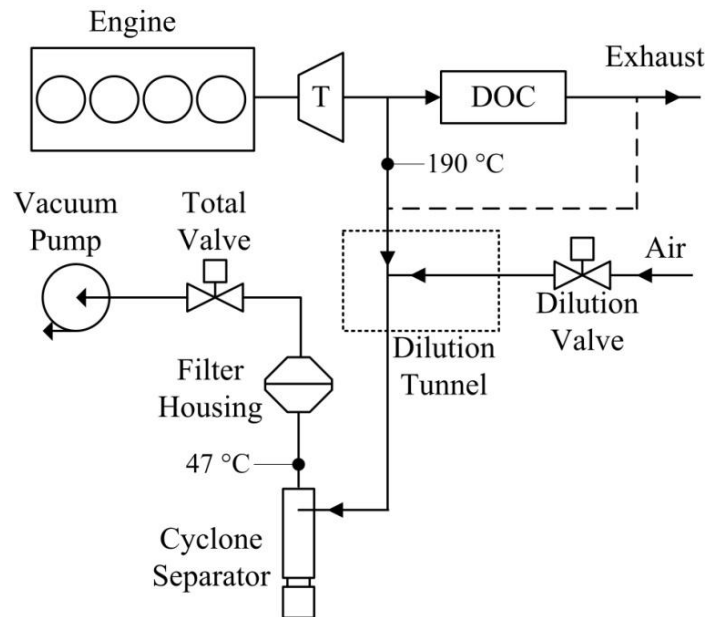 Engine
Exhaust
T
DOC
190 °C
Vacuum
Pump
Total
Valve
Air
Dilution
Valve
Dilution
Tunnel
Filter
Housing
47 °C
Cyclone
Separator